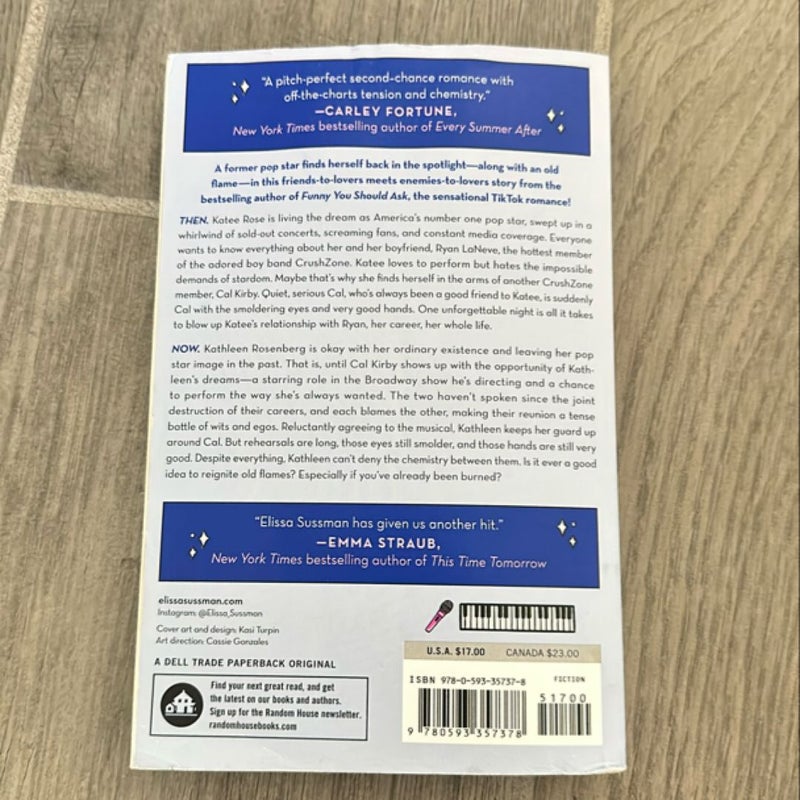 "A pitch-perfect second-chance romance with
off-the-charts tension and chemistry."
—CARLEY FORTUNE,
New York Times bestselling author of Every Summer After
A former pop star finds herself back in the spotlight—along with an old
flame—in this friends-to-lovers meets enemies-to-lovers story from the
bestselling author of Funny You Should Ask, the sensational TikTok romance!
THEN. Katee Rose is living the dream as America's number one pop star, swept up in a
whirlwind of sold-out concerts, screaming fans, and constant media coverage. Everyone
wants to know everything about her and her boyfriend, Ryan LaNeve, the hottest member
of the adored boy band CrushZone. Katee loves to perform but hates the impossible
demands of stardom. Maybe that's why she finds herself in the arms of another CrushZone
member, Cal Kirby. Quiet, serious Cal, who's always been a good friend to Katee, is suddenly
Cal with the smoldering eyes and very good hands. One unforgettable night is all it takes
to blow up Katee's relationship with Ryan, her career, her whole life.
NOW. Kathleen Rosenberg is okay with her ordinary existence and leaving her pop
star image in the past. That is, until Cal Kirby shows up with the opportunity of Kath-
leen's dreams—a starring role in the Broadway show he's directing and a chance
to perform the way she's always wanted. The two haven't spoken since the joint
destruction of their careers, and each blames the other, making their reunion a tense
battle of wits and egos. Reluctantly agreeing to the musical, Kathleen keeps her guard up
around Cal. But rehearsals are long, those eyes still smolder, and those hands are still very
good. Despite everything, Kathleen can't deny the chemistry between them. Is it ever a good
idea to reignite old flames? Especially if you've already been burned?
"Elissa Sussman has given us another hit."
—EMMA STRAUB,
New York Times bestselling author of This Time Tomorrow
elissasussman.com
Instagram: @Elissa_Sussman
Cover art and design: Kasi Turpin
Art direction: Cassie Gonzales
A DELL TRADE PAPERBACK ORIGINAL
Find your next great read, and get
the latest on our books and authors.
Sign up for the Random House newsletter.
randomhousebooks.com
U.S.A. $17.00 CANADA $23.00
ISBN 978-0-593-35737-8 FICTION
51700
9 780593 357378